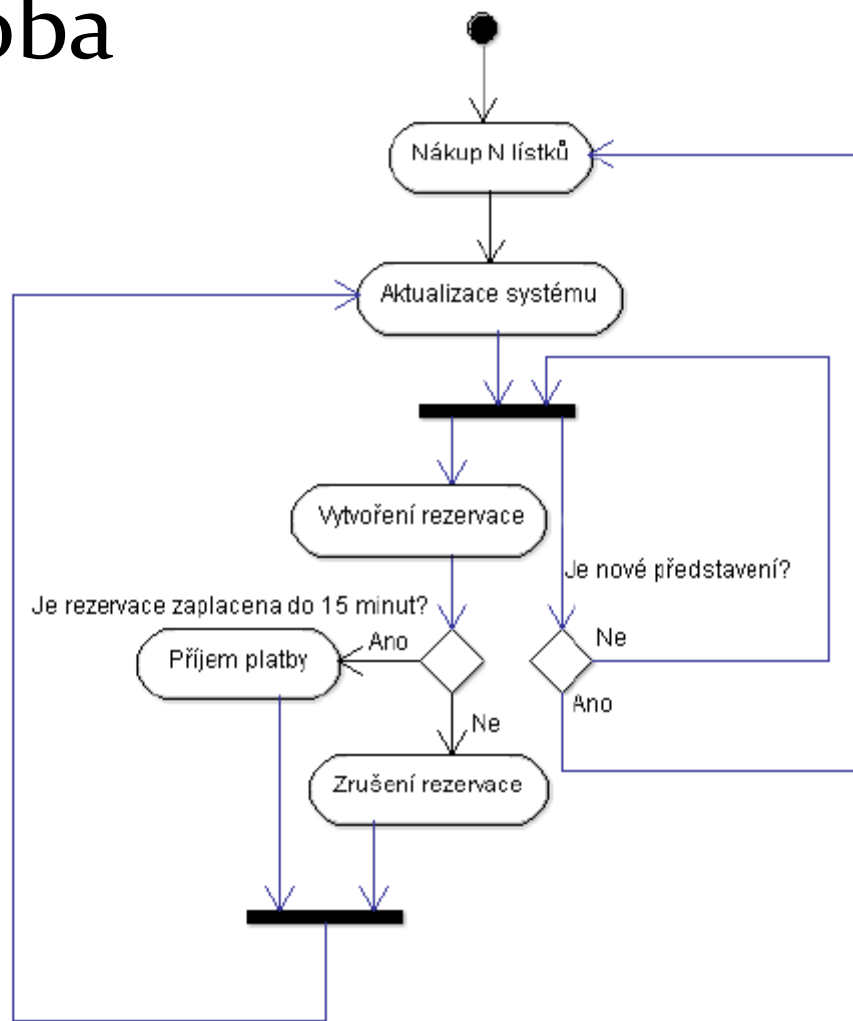 oba
Nákup N lístků
Aktualizace systému
Vytvoření rezervace
Je nové představení?
Je rezervace zaplacena do 15 minut?
Ano
Ne
Příjem platby
Ano
Ne
Zrušení rezervace